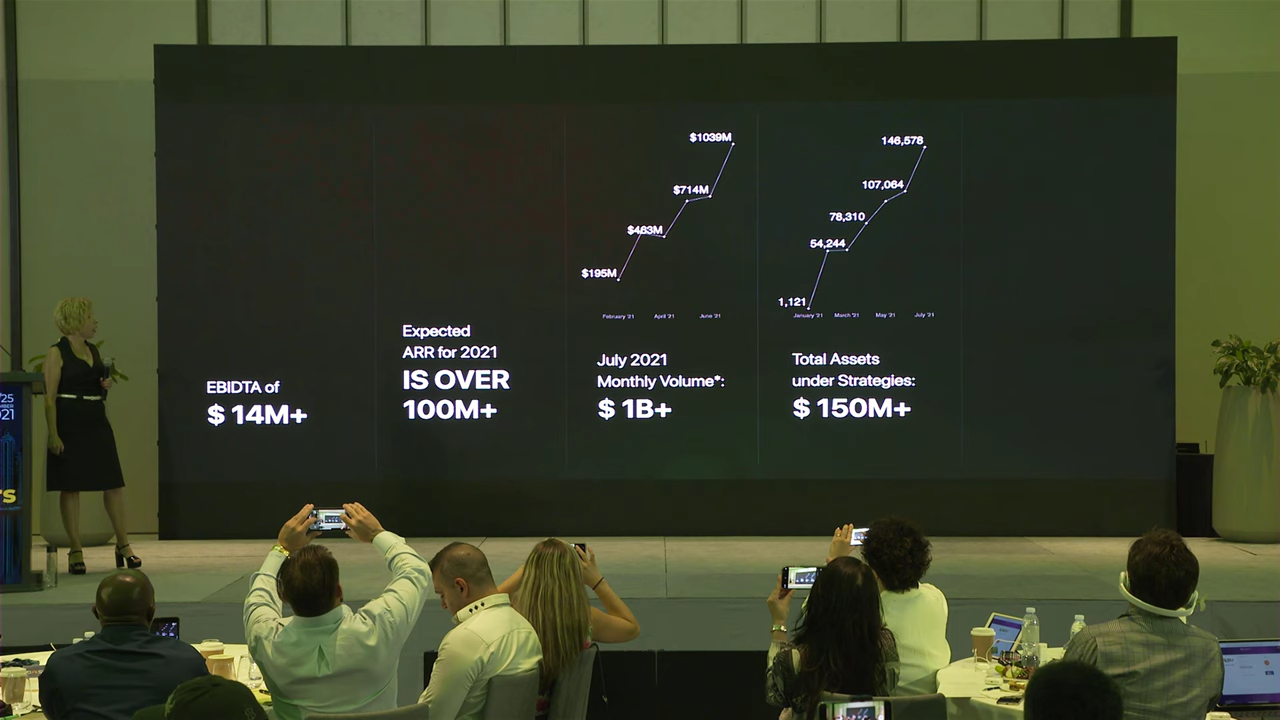 EBIDTA of
$ 14M+
Expected
ARR for 2021
IS OVER
100M+
$1039M
$714M
$463M
$195M
February '21
April '21
June '21
July 2021
Monthly Volume*:
$ 1B+
146,578
107,064
78,310
54,244
1,121
January '21
March '21
May '21
July '21
Total Assets
under Strategies:
$ 150M+